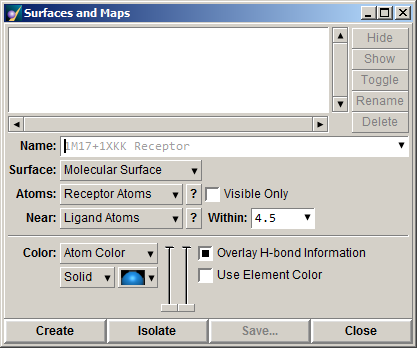 Surfaces and Maps
Hide
Show
Toggle
Rename
Delete
Name: 1M17+1XKK Receptor
Surface: Molecular Surface
Atoms: Receptor Atoms ? Visible Only
Near: Ligand Atoms ? Within: 4.5
Color: Atom Color Overlay H-bond Information
Solid Use Element Color
Create Isolate Save... Close